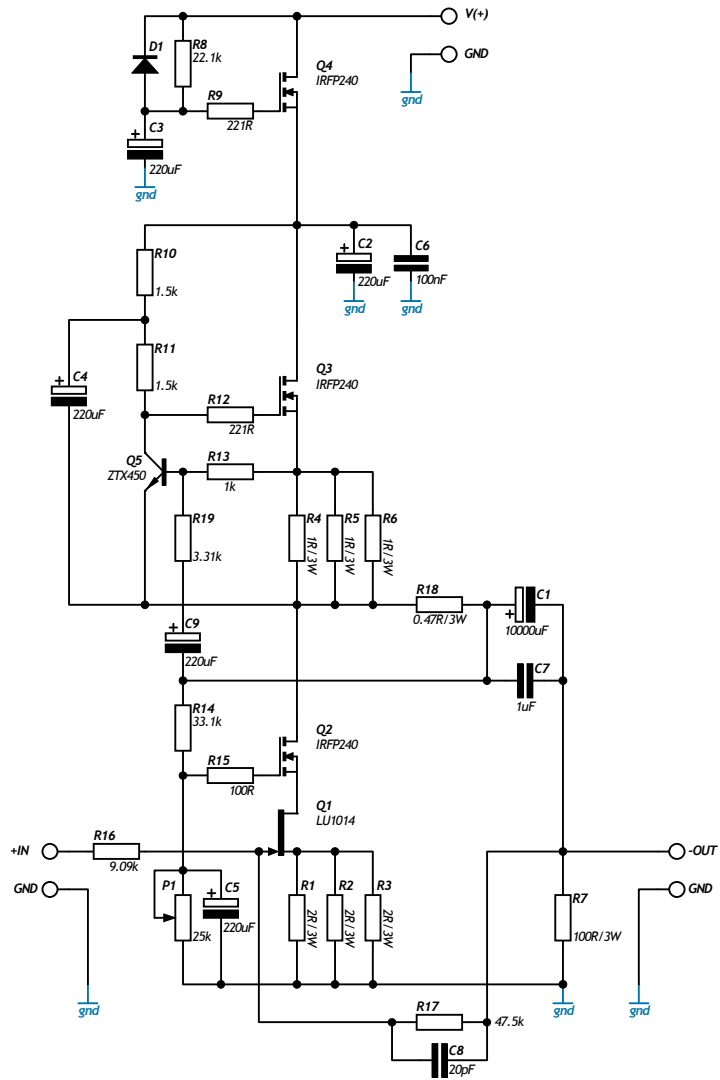 V(+)
D1
R8
22.1k
GND
Q4
IRFP240
R9
gnd
221R
+
C3
220uF
gnd
R10
+
C2
C6
1.5k
220uF
100nF
gnd
gnd
R11
Q3
IRFP240
+
C4
1.5k
R12
220uF
221R
Q5
ZTX450
R13
1k
R19
R4
R5
R6
3.31k
1R/3W
1R/3W
1R/3W
R18
C1
0.47R/3W
+
10000uF
+
C9
220uF
C7
1uF
R14
33.1k
Q2
IRFP240
R15
100R
Q1
LU1014
+IN
R16
-OUT
9.09k
GND
P1
+
C5
R1
R2
R3
GND
R7
25k
220uF
2R/3W
2R/3W
2R/3W
100R/3W
gnd
gnd
gnd
R17
47.5k
C8
20pF